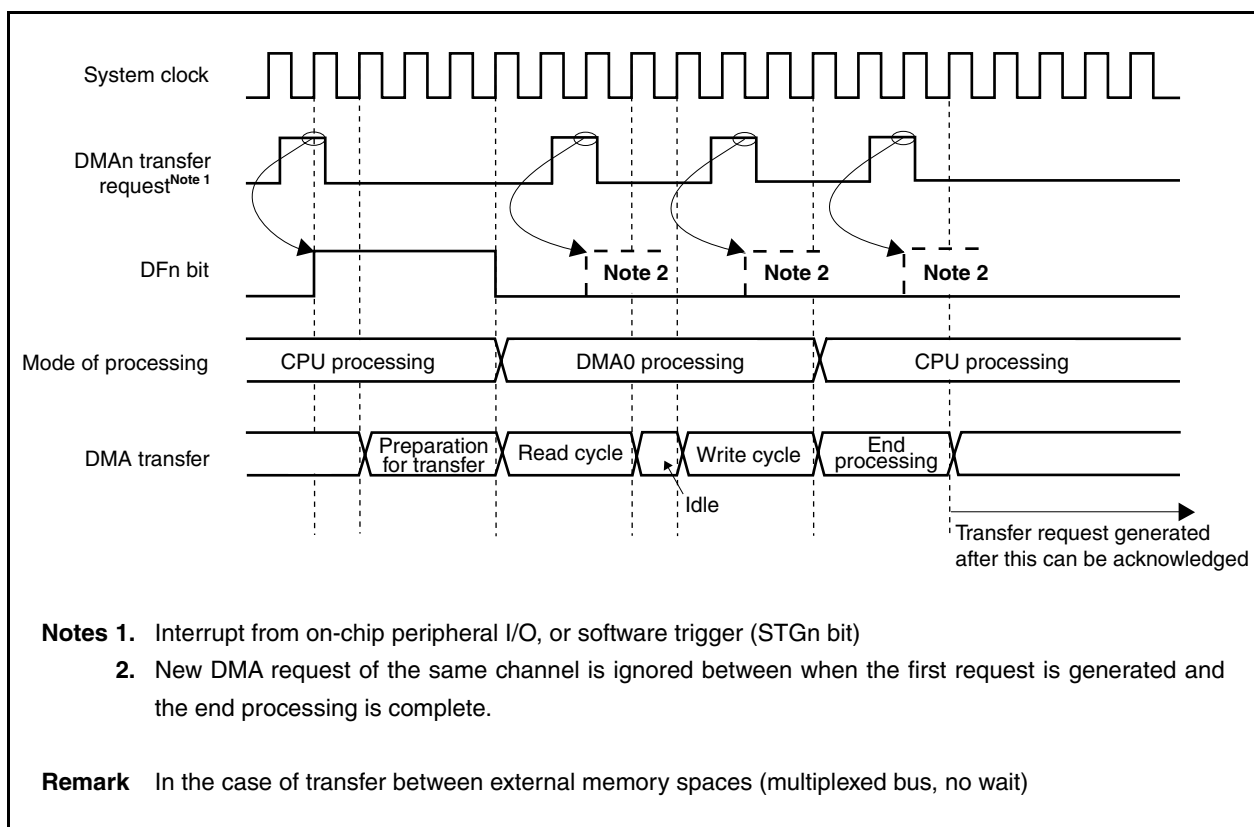 System clock
DMAn transfer
request Note 1
DFn bit
Note 2
Note 2
Note 2
Mode of processing
CPU processing
DMA0 processing
CPU processing
DMA transfer
Preparation
for transfer
Read cycle
Idle
Write cycle
End
processing
Transfer request generated
after this can be acknowledged
Notes 1. Interrupt from on-chip peripheral I/O, or software trigger (STGn bit)
2. New DMA request of the same channel is ignored between when the first request is generated and
the end processing is complete.
Remark In the case of transfer between external memory spaces (multiplexed bus, no wait)